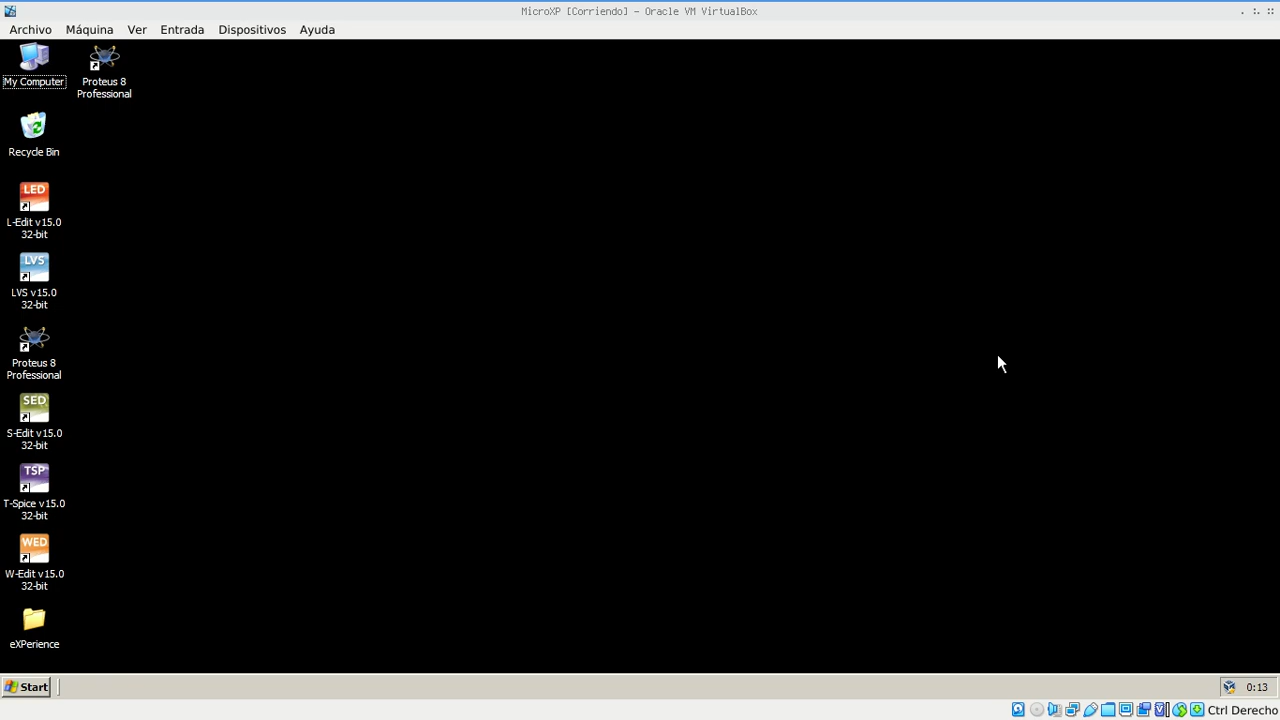 MicroXP [Corriendo] - Oracle VM VirtualBox
Archivo Máquina Ver Entrada Dispositivos Ayuda
My Computer
Proteus 8
Professional
Recycle Bin
LED
L-Edit v15.0
32-bit
LVS
LVS v15.0
32-bit
Proteus 8
Professional
SED
S-Edit v15.0
32-bit
TSP
T-Spice v15.0
32-bit
WED
W-Edit v15.0
32-bit
eXPerience
Start
0:13
Ctrl Derecho